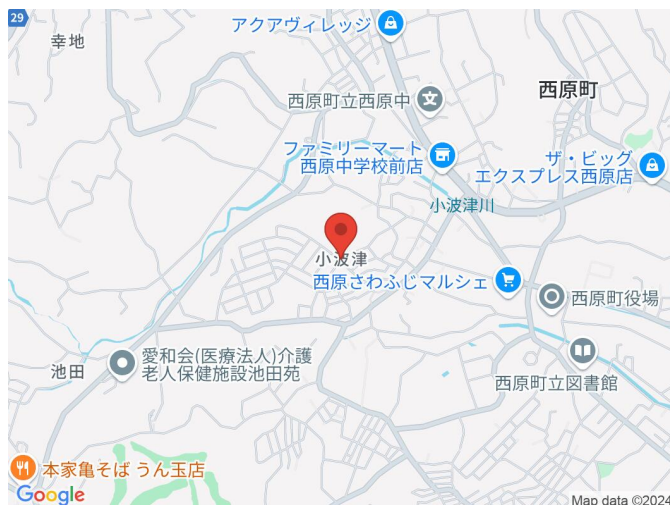 29
幸地
アクアヴィレッジ
西原町立西原中
西原町
ファミリーマート
西原中学校前店
ザ・ビッグ
エクスプレス西原店
小波津川
小波津
西原さわふじマルシェ
西原町役場
愛和会(医療法人)介護
老人保健施設池田苑
池田
西原町立図書館
本家亀そば うん玉店
Google
Map data ©2024